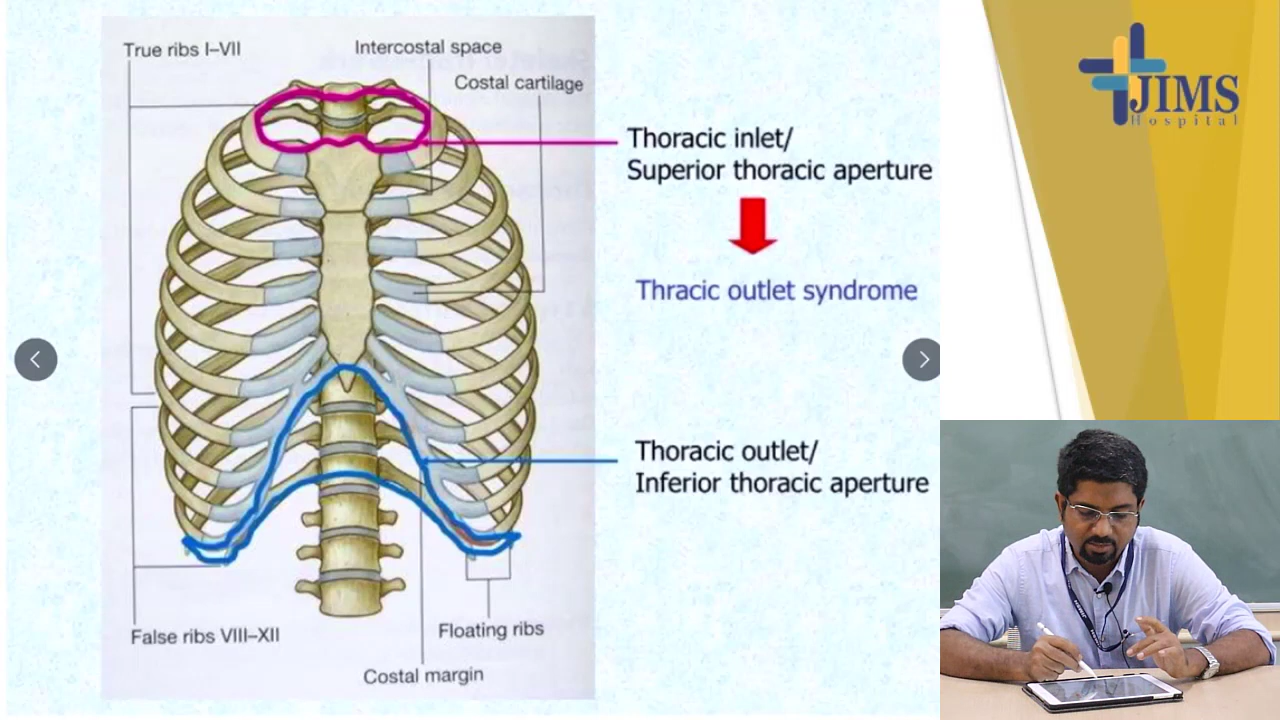 True ribs I–VII
Intercostal space
Costal cartilage
Thoracic inlet/
Superior thoracic aperture
Thracic outlet syndrome
Thoracic outlet/
Inferior thoracic aperture
False ribs VIII–XII
Floating ribs
Costal margin
JIMS
Hospital